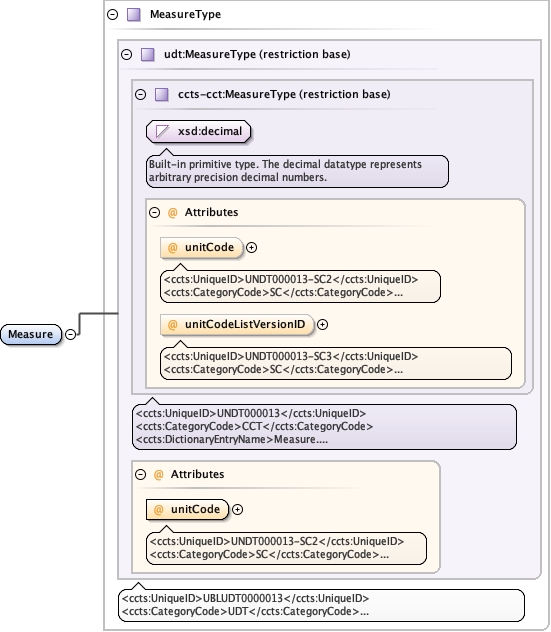 MeasureType
udt:MeasureType (restriction base)
ccts-cct:MeasureType (restriction base)
xsd:decimal
Built-in primitive type. The decimal datatype represents
arbitrary precision decimal numbers.
@ Attributes
@ unitCode
<ccts:UniqueID>UNDT000013-SC2</ccts:UniqueID>
<ccts:CategoryCode>SC</ccts:CategoryCode>...
@ unitCodeListVersionID
<ccts:UniqueID>UNDT000013-SC3</ccts:UniqueID>
<ccts:CategoryCode>SC</ccts:CategoryCode>...
Measure
<ccts:UniqueID>UNDT000013</ccts:UniqueID>
<ccts:CategoryCode>CCT</ccts:CategoryCode>
<ccts:DictionaryEntryName>Measure....
@ Attributes
@ unitCode
<ccts:UniqueID>UNDT000013-SC2</ccts:UniqueID>
<ccts:CategoryCode>SC</ccts:CategoryCode>...
<ccts:UniqueID>UBLUDT0000013</ccts:UniqueID>
<ccts:CategoryCode>UDT</ccts:CategoryCode>...